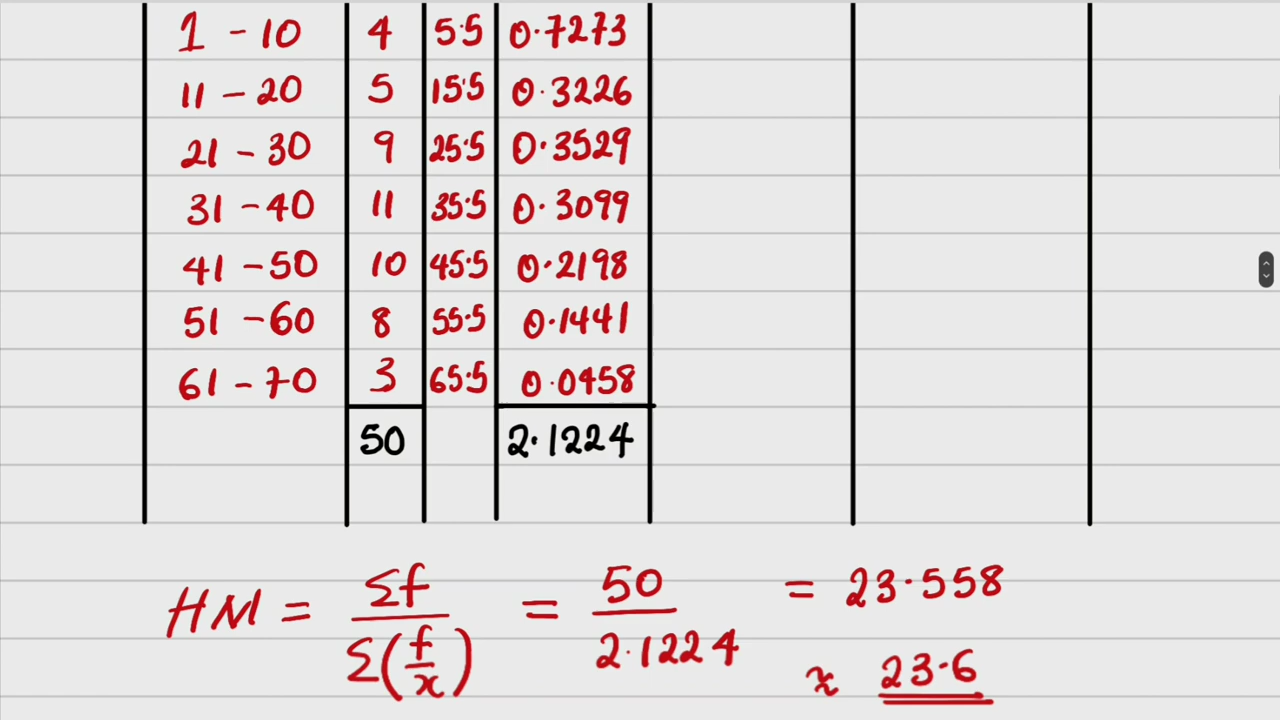 1 - 10 4 5.5 0.7273
11 - 20 5 15.5 0.3226
21 - 30 9 25.5 0.3529
31 - 40 11 35.5 0.3099
41 - 50 10 45.5 0.2198
51 - 60 8 55.5 0.1441
61 - 70 3 65.5 0.0458
50 2.1224
HM = Σf / Σ(f/x) = 50 / 2.1224 = 23.558
≈ 23.6